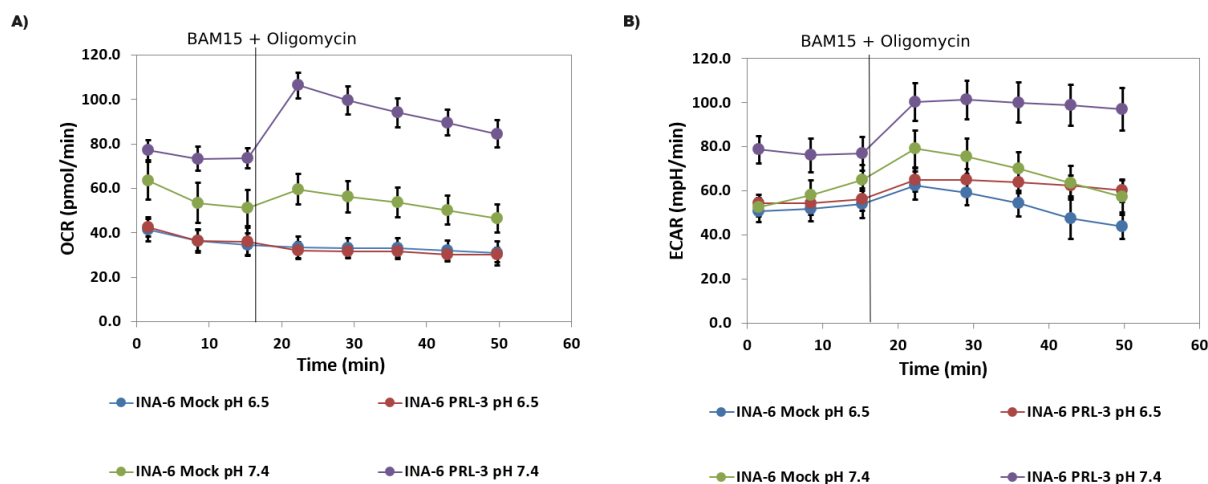 A)
BAM15 + Oligomycin
120.0
100.0
80.0
60.0
40.0
20.0
0.0
OCR (pmol/min)
0 10 20 30 40 50 60
Time (min)
INA-6 Mock pH 6.5
INA-6 PRL-3 pH 6.5
INA-6 Mock pH 7.4
INA-6 PRL-3 pH 7.4
B)
BAM15 + Oligomycin
120.0
100.0
80.0
60.0
40.0
20.0
0.0
ECAR (mpH/min)
0 10 20 30 40 50 60
Time (min)
INA-6 Mock pH 6.5
INA-6 PRL-3 pH 6.5
INA-6 Mock pH 7.4
INA-6 PRL-3 pH 7.4